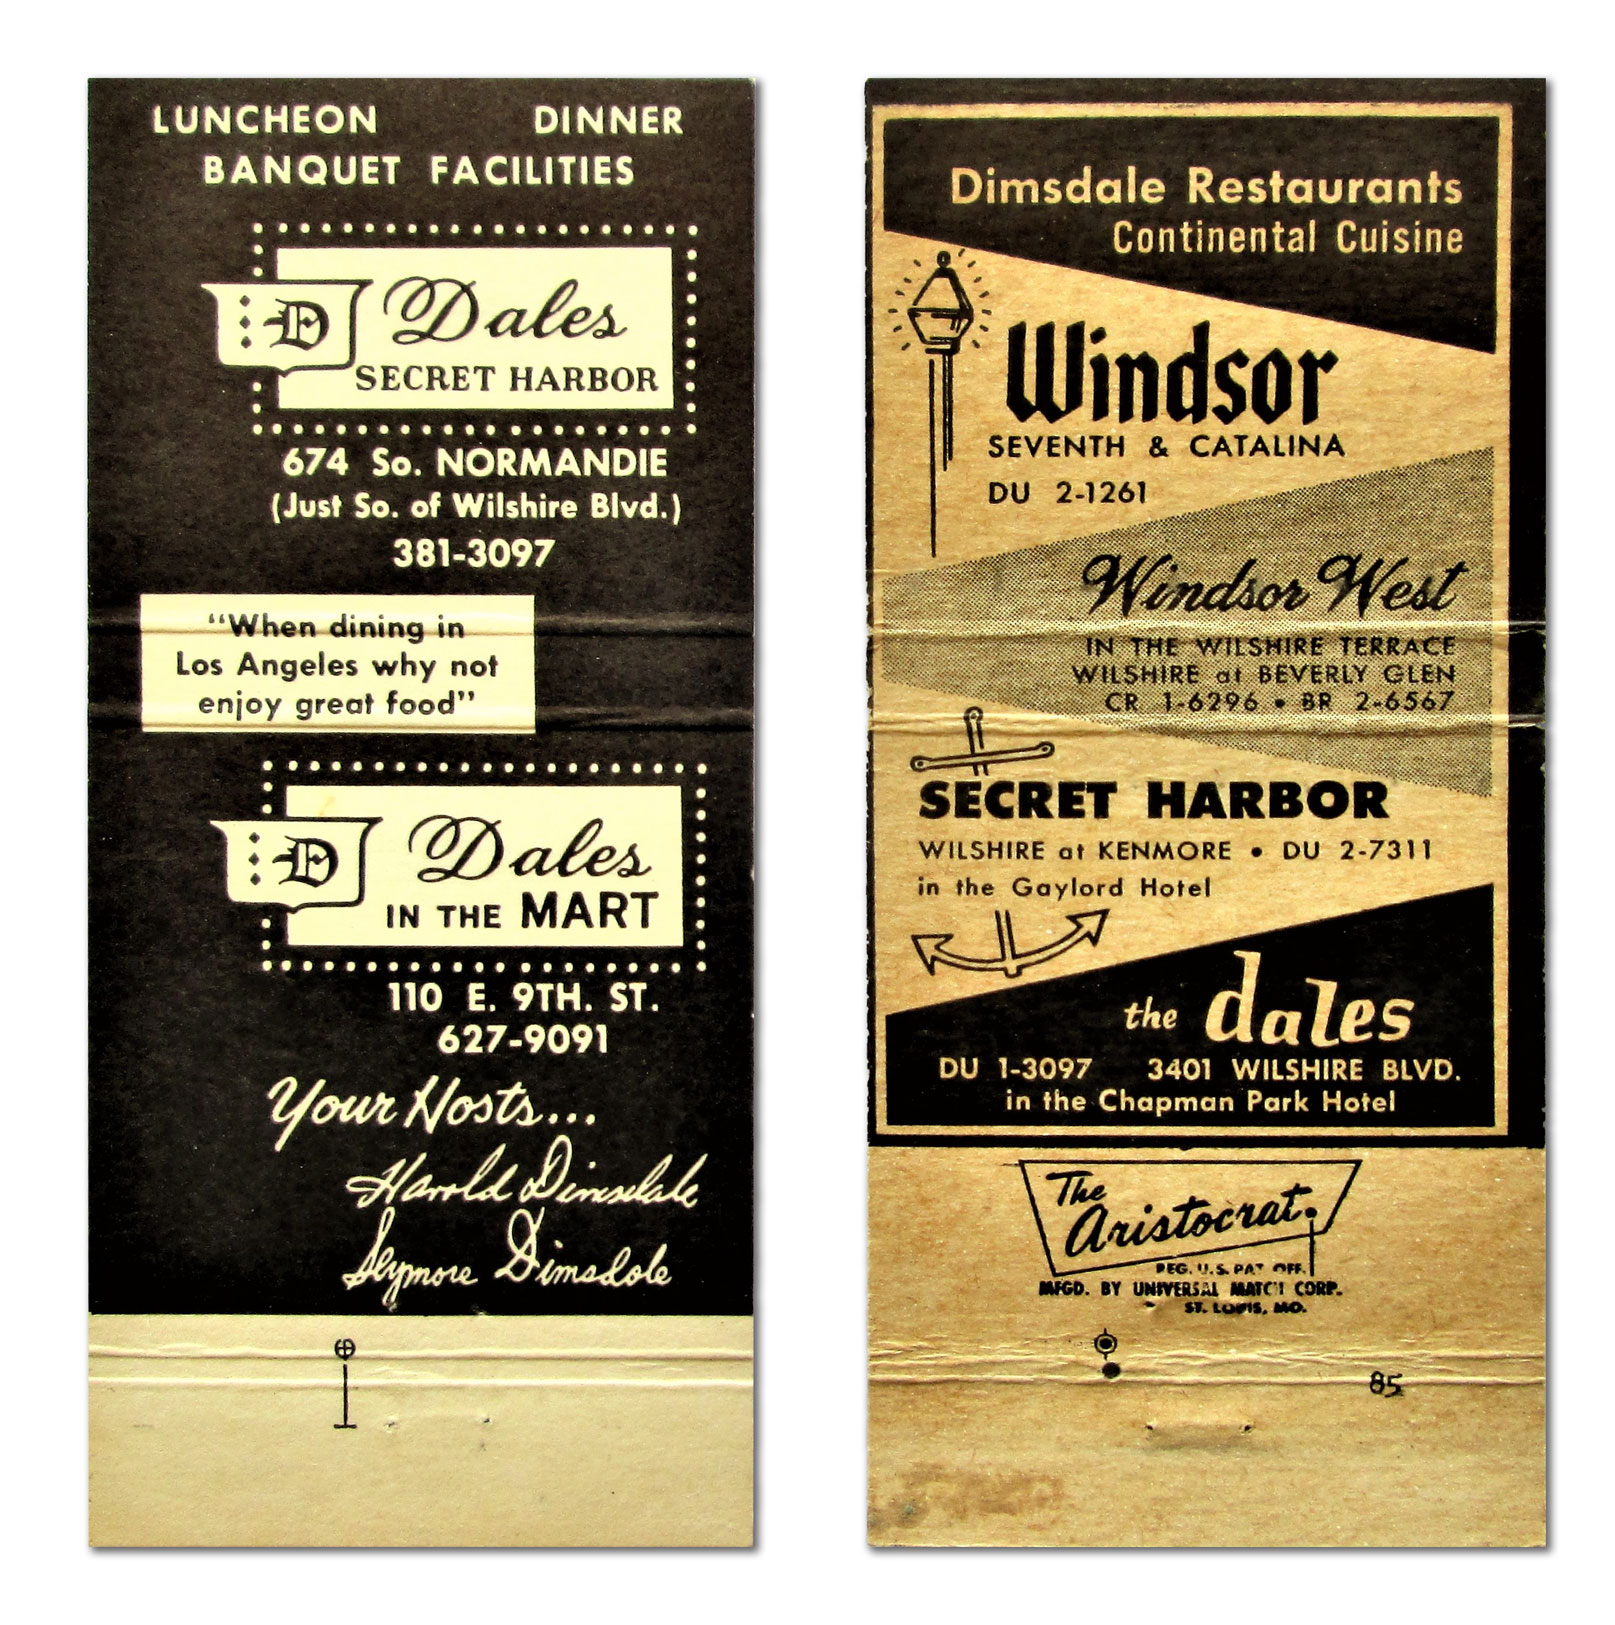 LUNCHEON DINNER
BANQUET FACILITIES
D
Dales
SECRET HARBOR
674 So. NORMANDIE
(Just So. of Wilshire Blvd.)
381-3097
"When dining in
Los Angeles why not
enjoy great food"
D
Dales
IN THE MART
110 E. 9TH. ST.
627-9091
Your Hosts...
Harold Dimsdale
Seymore Dimsdale
Dimsdale Restaurants
Continental Cuisine
Windsor
SEVENTH & CATALINA
DU 2-1261
Windsor West
IN THE WILSHIRE TERRACE
WILSHIRE at BEVERLY GLEN
CR 1-6296 • BR 2-6567
SECRET HARBOR
WILSHIRE at KENMORE • DU 2-7311
in the Gaylord Hotel
the dales
DU 1-3097 3401 WILSHIRE BLVD.
in the Chapman Park Hotel
The
Aristocrat
REG. U.S. PAT OFF.
MFGD. BY UNIVERSAL MATCH CORP.
ST. LOUIS, MO.
85